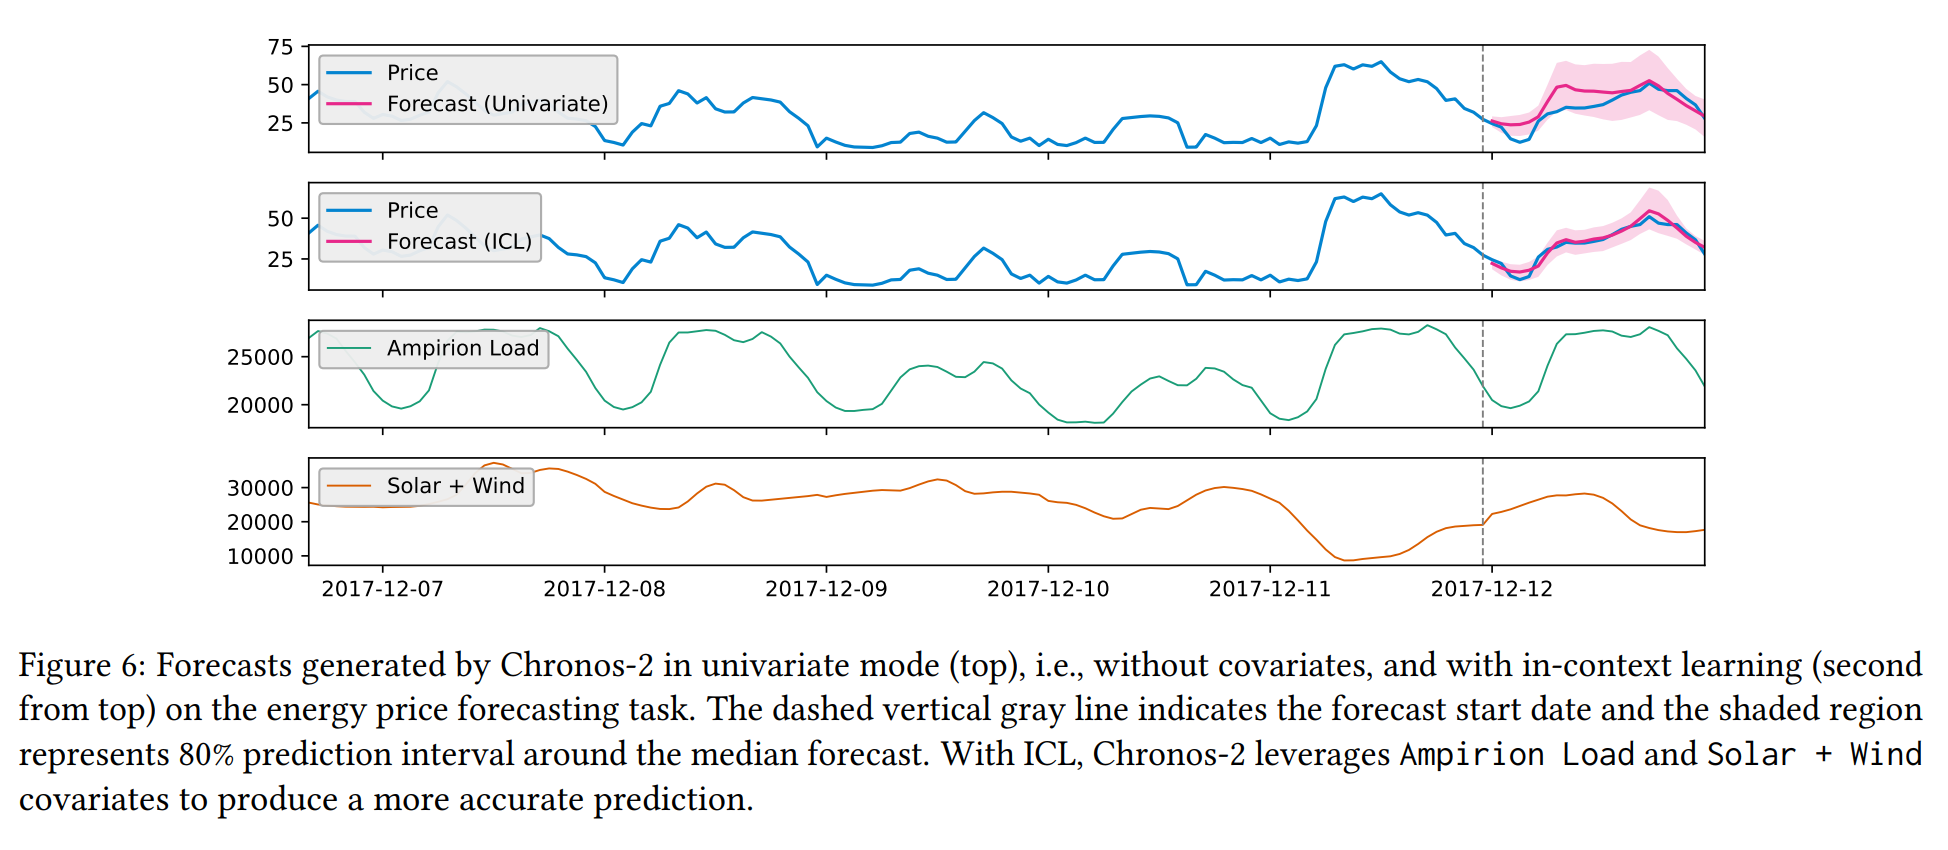 75
50
25
Price
Forecast (Univariate)
50
25
Price
Forecast (ICL)
25000
20000
Ampirion Load
30000
20000
10000
Solar + Wind
2017-12-07 2017-12-08 2017-12-09 2017-12-10 2017-12-11 2017-12-12
Figure 6: Forecasts generated by Chronos-2 in univariate mode (top), i.e., without covariates, and with in-context learning (second
from top) on the energy price forecasting task. The dashed vertical gray line indicates the forecast start date and the shaded region
represents 80% prediction interval around the median forecast. With ICL, Chronos-2 leverages Ampirion Load and Solar + Wind
covariates to produce a more accurate prediction.